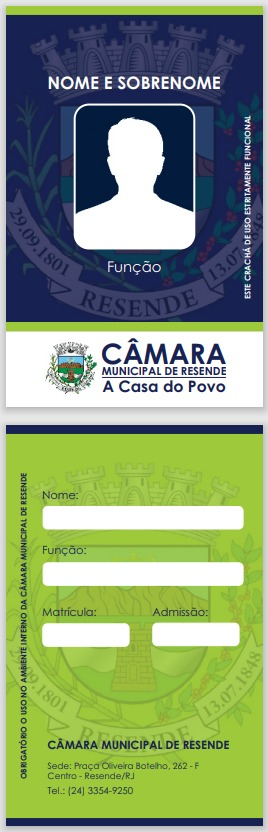 NOME E SOBRENOME
ESTE CRACHÁ DE USO ESTRITAMENTE FUNCIONAL
29.09.1801
RESENDE
13.07.1848
Função
CÂMARA
MUNICIPAL DE RESENDE
A Casa do Povo
OBRIGATÓRIO O USO NO AMBIENTE INTERNO DA CÂMARA MUNICIPAL DE RESENDE
Nome:
Função:
Matrícula:
Admissão:
29.09.1801
13.07.1848
CÂMARA MUNICIPAL DE RESENDE
Sede: Praça Oliveira Botelho, 262 - F
Centro - Resende/RJ
Tel.: (24) 3354-9250